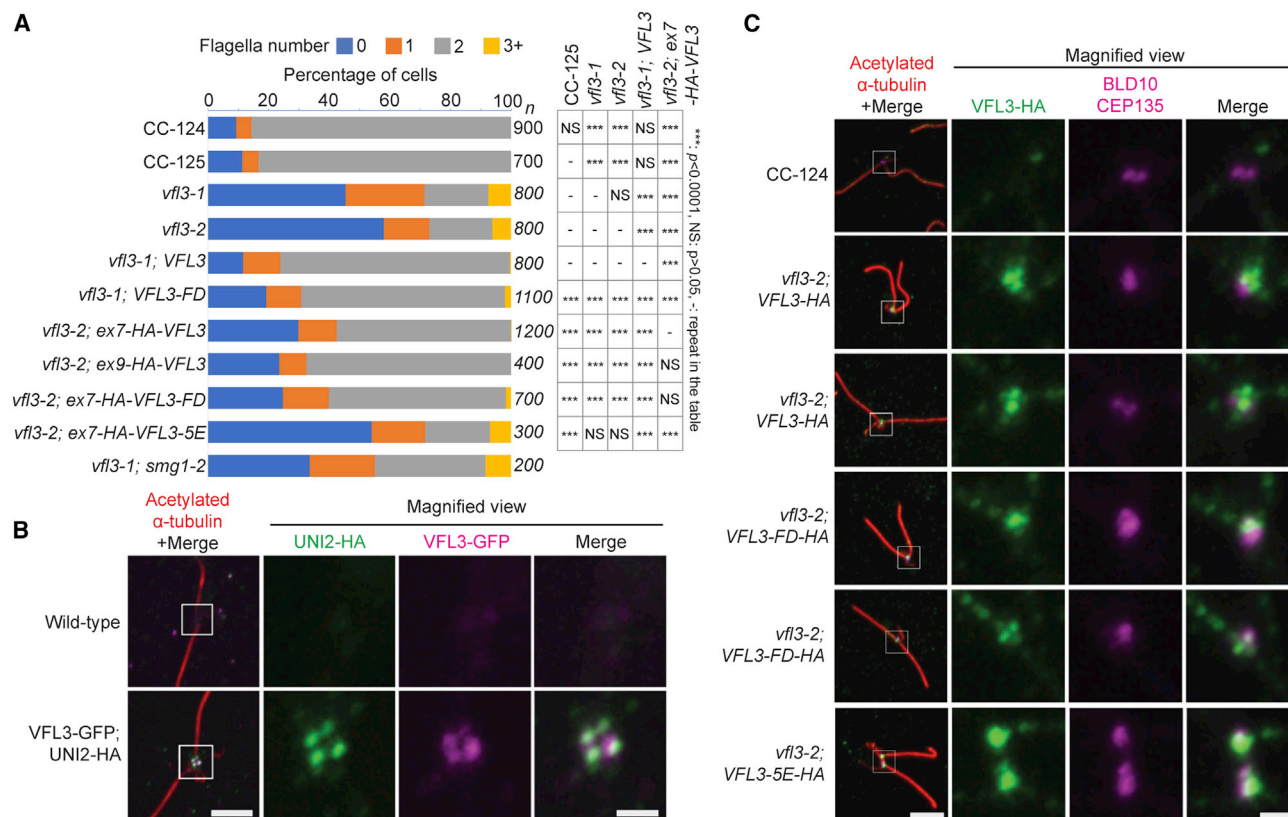 A
Flagella number 0 1 2 3+
Percentage of cells
0 20 40 60 80 100 n
CC-125
vfl3-1
vfl3-2
vfl3-1; VFL3
vfl3-2; ex7
-HA-VFL3
CC-124 900 NS *** *** NS ***
CC-125 700 - *** *** NS ***
vfl3-1 800 - - NS *** ***
vfl3-2 800 - - - *** ***
vfl3-1; VFL3 800 - - - - ***
vfl3-1; VFL3-FD 1100 *** *** *** *** ***
vfl3-2; ex7-HA-VFL3 1200 *** *** *** *** -
vfl3-2; ex9-HA-VFL3 400 *** *** *** *** NS
vfl3-2; ex7-HA-VFL3-FD 700 *** *** *** *** NS
vfl3-2; ex7-HA-VFL3-5E 300 *** NS NS *** ***
vfl3-1; smg1-2 200
***: p<0.0001, NS: p>0.05, -: repeat in the table
B
Acetylated
α-tubulin
+Merge
Magnified view
UNI2-HA VFL3-GFP Merge
Wild-type
VFL3-GFP;
UNI2-HA
C
Acetylated
α-tubulin
+Merge
Magnified view
VFL3-HA
BLD10
CEP135
Merge
CC-124
vfl3-2;
VFL3-HA
vfl3-2;
VFL3-HA
vfl3-2;
VFL3-FD-HA
vfl3-2;
VFL3-FD-HA
vfl3-2;
VFL3-5E-HA